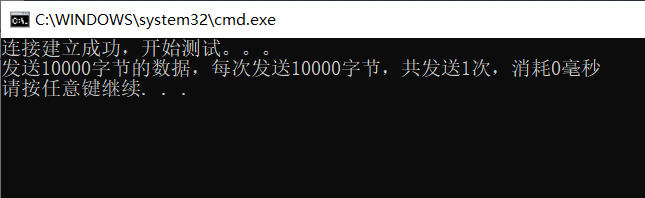 C:\WINDOWS\system32\cmd.exe
连接建立成功，开始测试。。。
发送10000字节的数据，每次发送10000字节，共发送1次，消耗0毫秒
请按任意键继续. . .